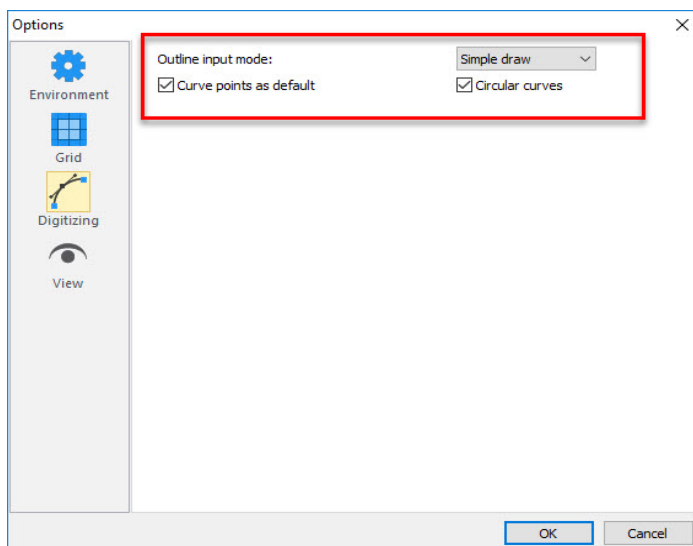 Options
Environment
Grid
Digitizing
View
Outline input mode: Simple draw
Curve points as default Circular curves
OK Cancel